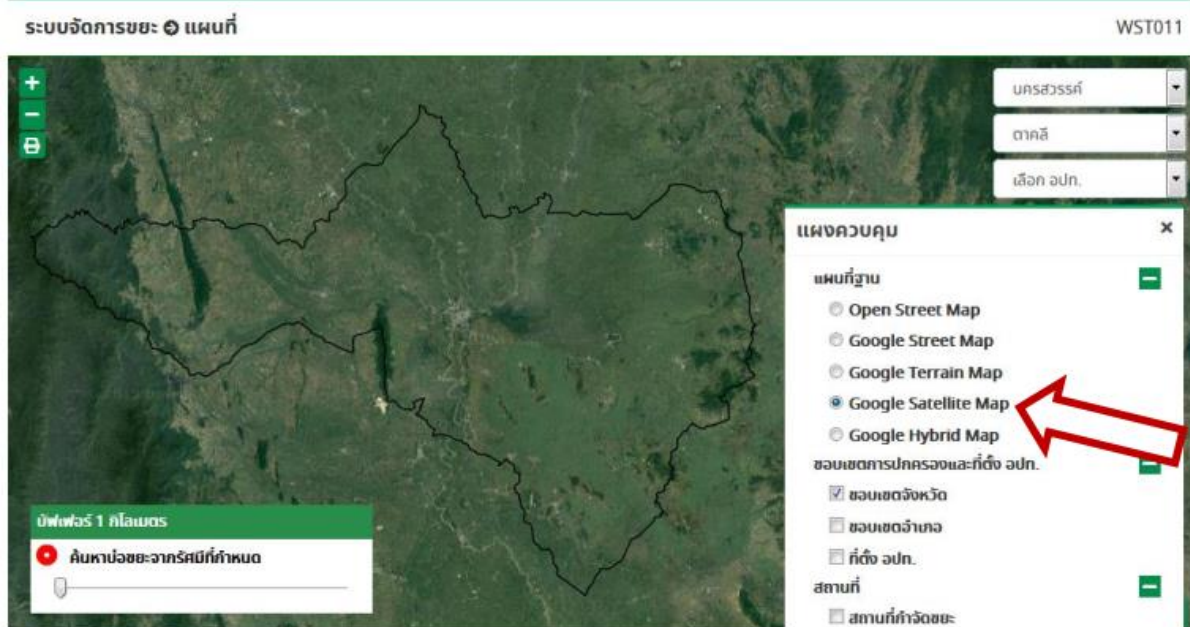 ระบบจัดการขยะ แผนที่
WST011
นครสวรรค์
ตาคลี
เลือก อปท.
แผงควบคุม ×
แผนที่ฐาน
Open Street Map
Google Street Map
Google Terrain Map
Google Satellite Map
Google Hybrid Map
ขอบเขตการปกครองและที่ตั้ง อปท.
ขอบเขตจังหวัด
ขอบเขตอำเภอ
ที่ตั้ง อปท.
สถานที่
สถานที่กำจัดขยะ
บัฟเฟอร์ 1 กิโลเมตร
ค้นหาบ่อขยะจากรัศมีที่กำหนด